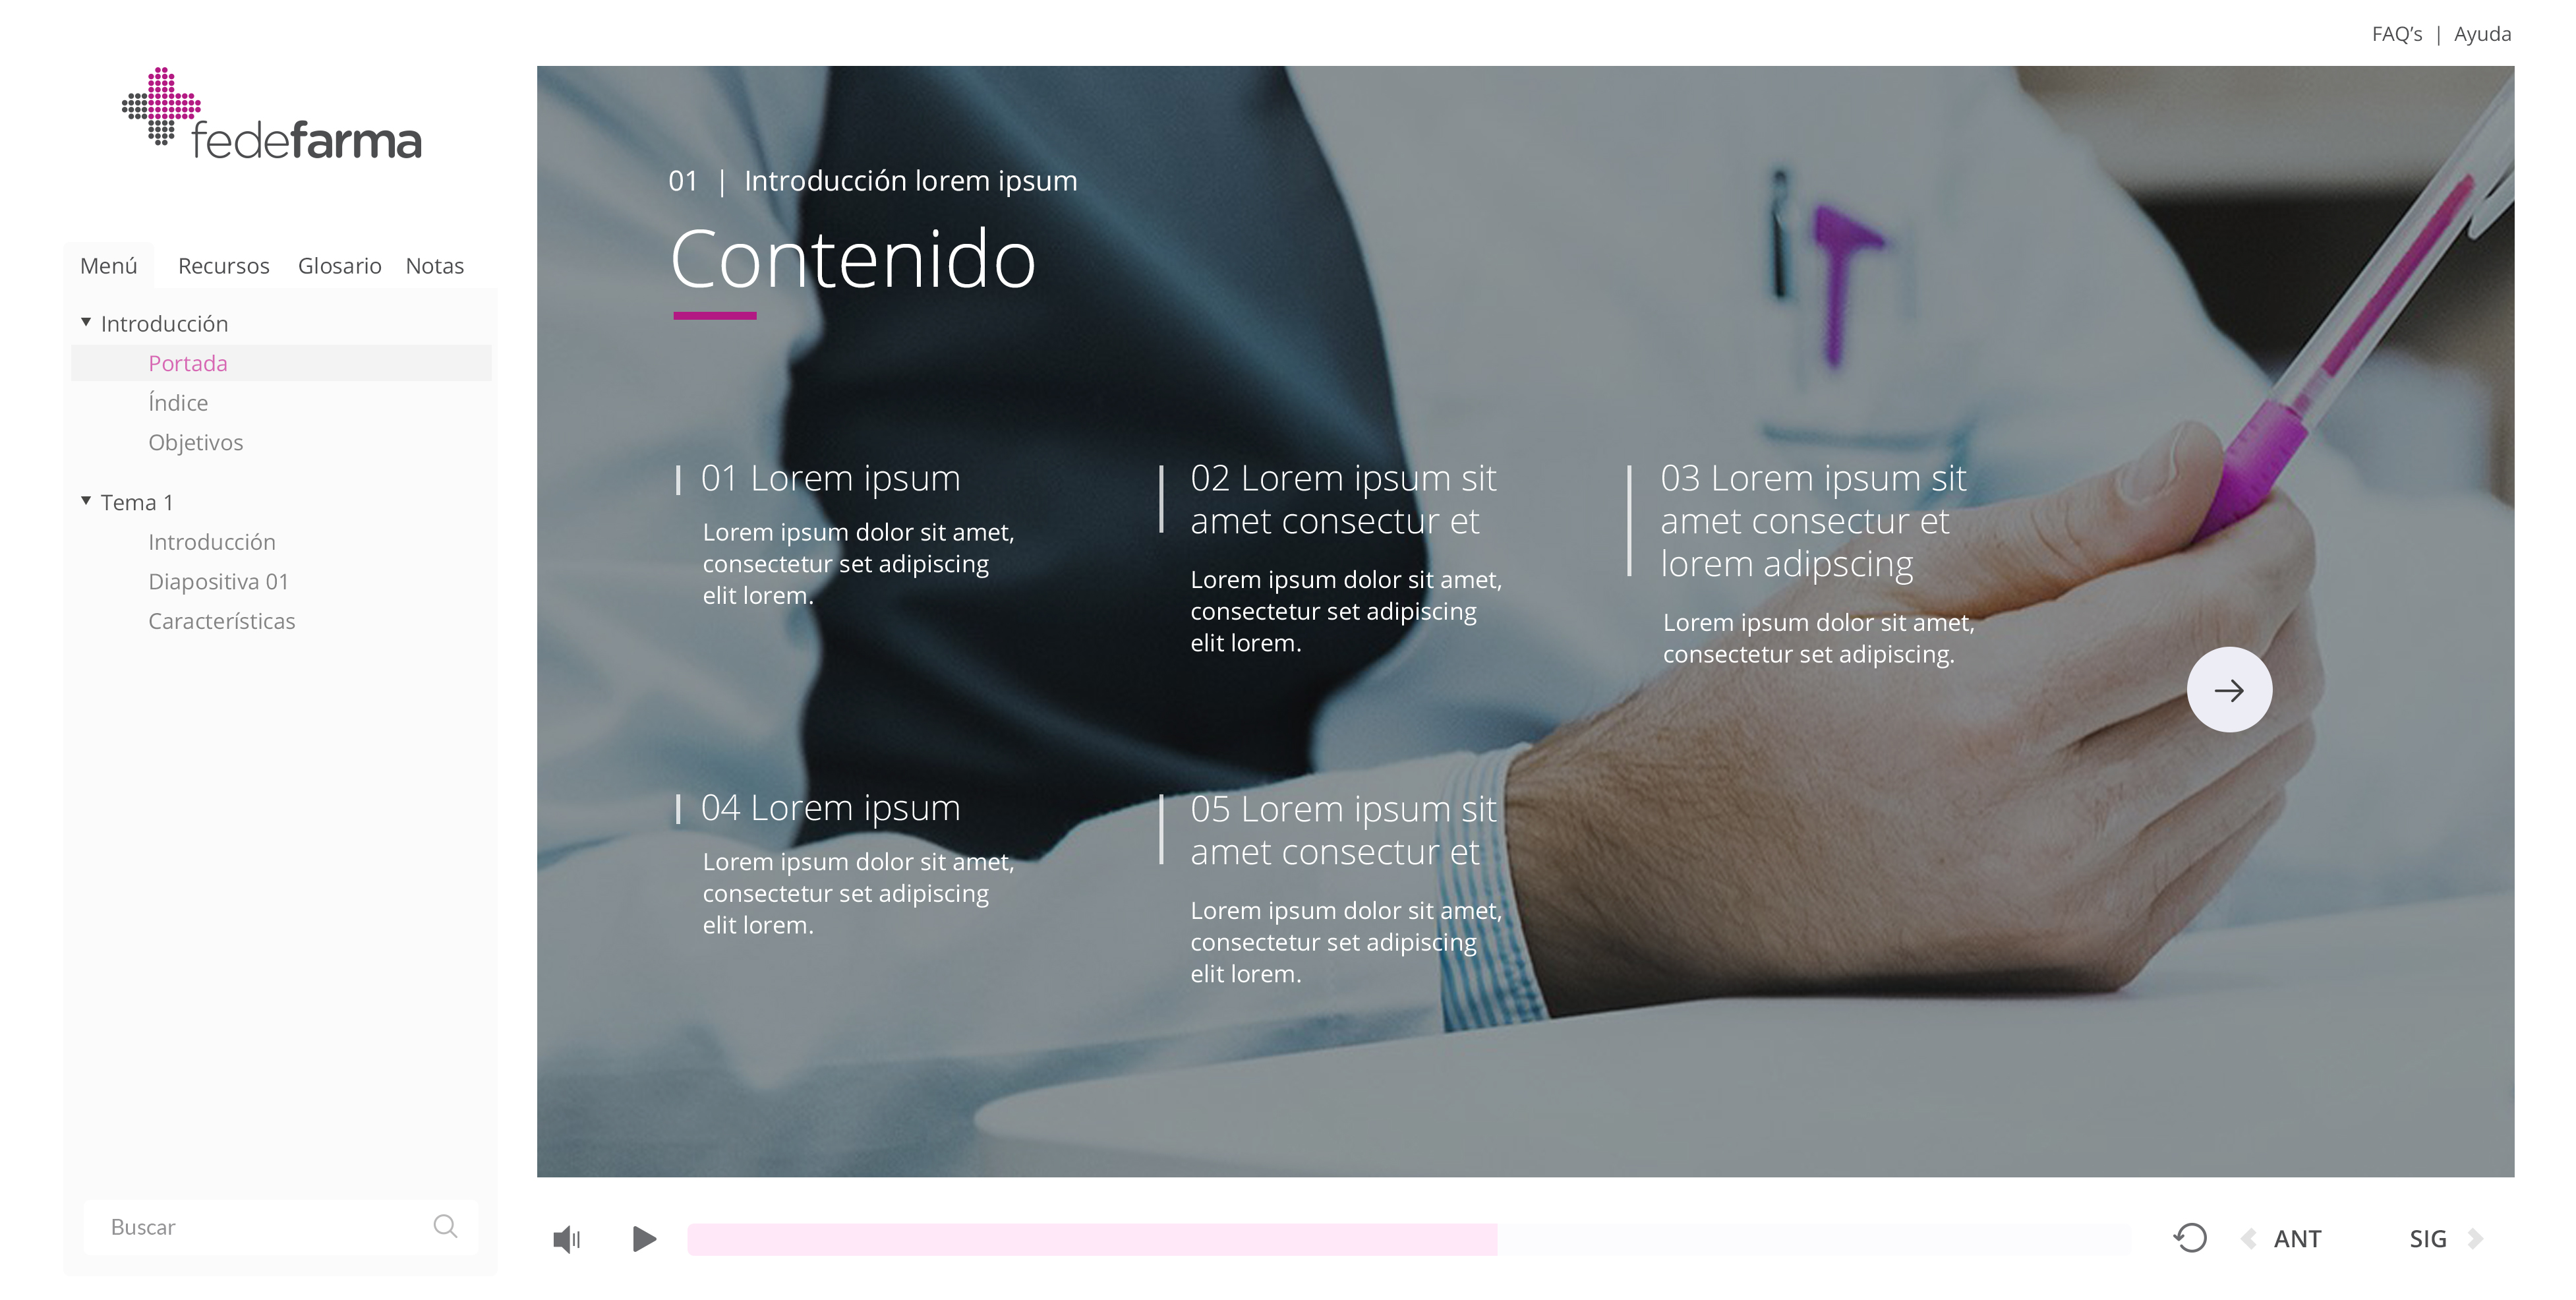 FAQ’s | Ayuda
fedefarma
Menú Recursos Glosario Notas
Introducción
Portada
Índice
Objetivos
Tema 1
Introducción
Diapositiva 01
Características
Buscar
01 | Introducción lorem ipsum
Contenido
01 Lorem ipsum
Lorem ipsum dolor sit amet,
consectetur set adipiscing
elit lorem.
02 Lorem ipsum sit
amet consectur et
Lorem ipsum dolor sit amet,
consectetur set adipiscing
elit lorem.
03 Lorem ipsum sit
amet consectur et
lorem adipscing
Lorem ipsum dolor sit amet,
consectetur set adipiscing.
04 Lorem ipsum
Lorem ipsum dolor sit amet,
consectetur set adipiscing
elit lorem.
05 Lorem ipsum sit
amet consectur et
Lorem ipsum dolor sit amet,
consectetur set adipiscing
elit lorem.
ANT SIG